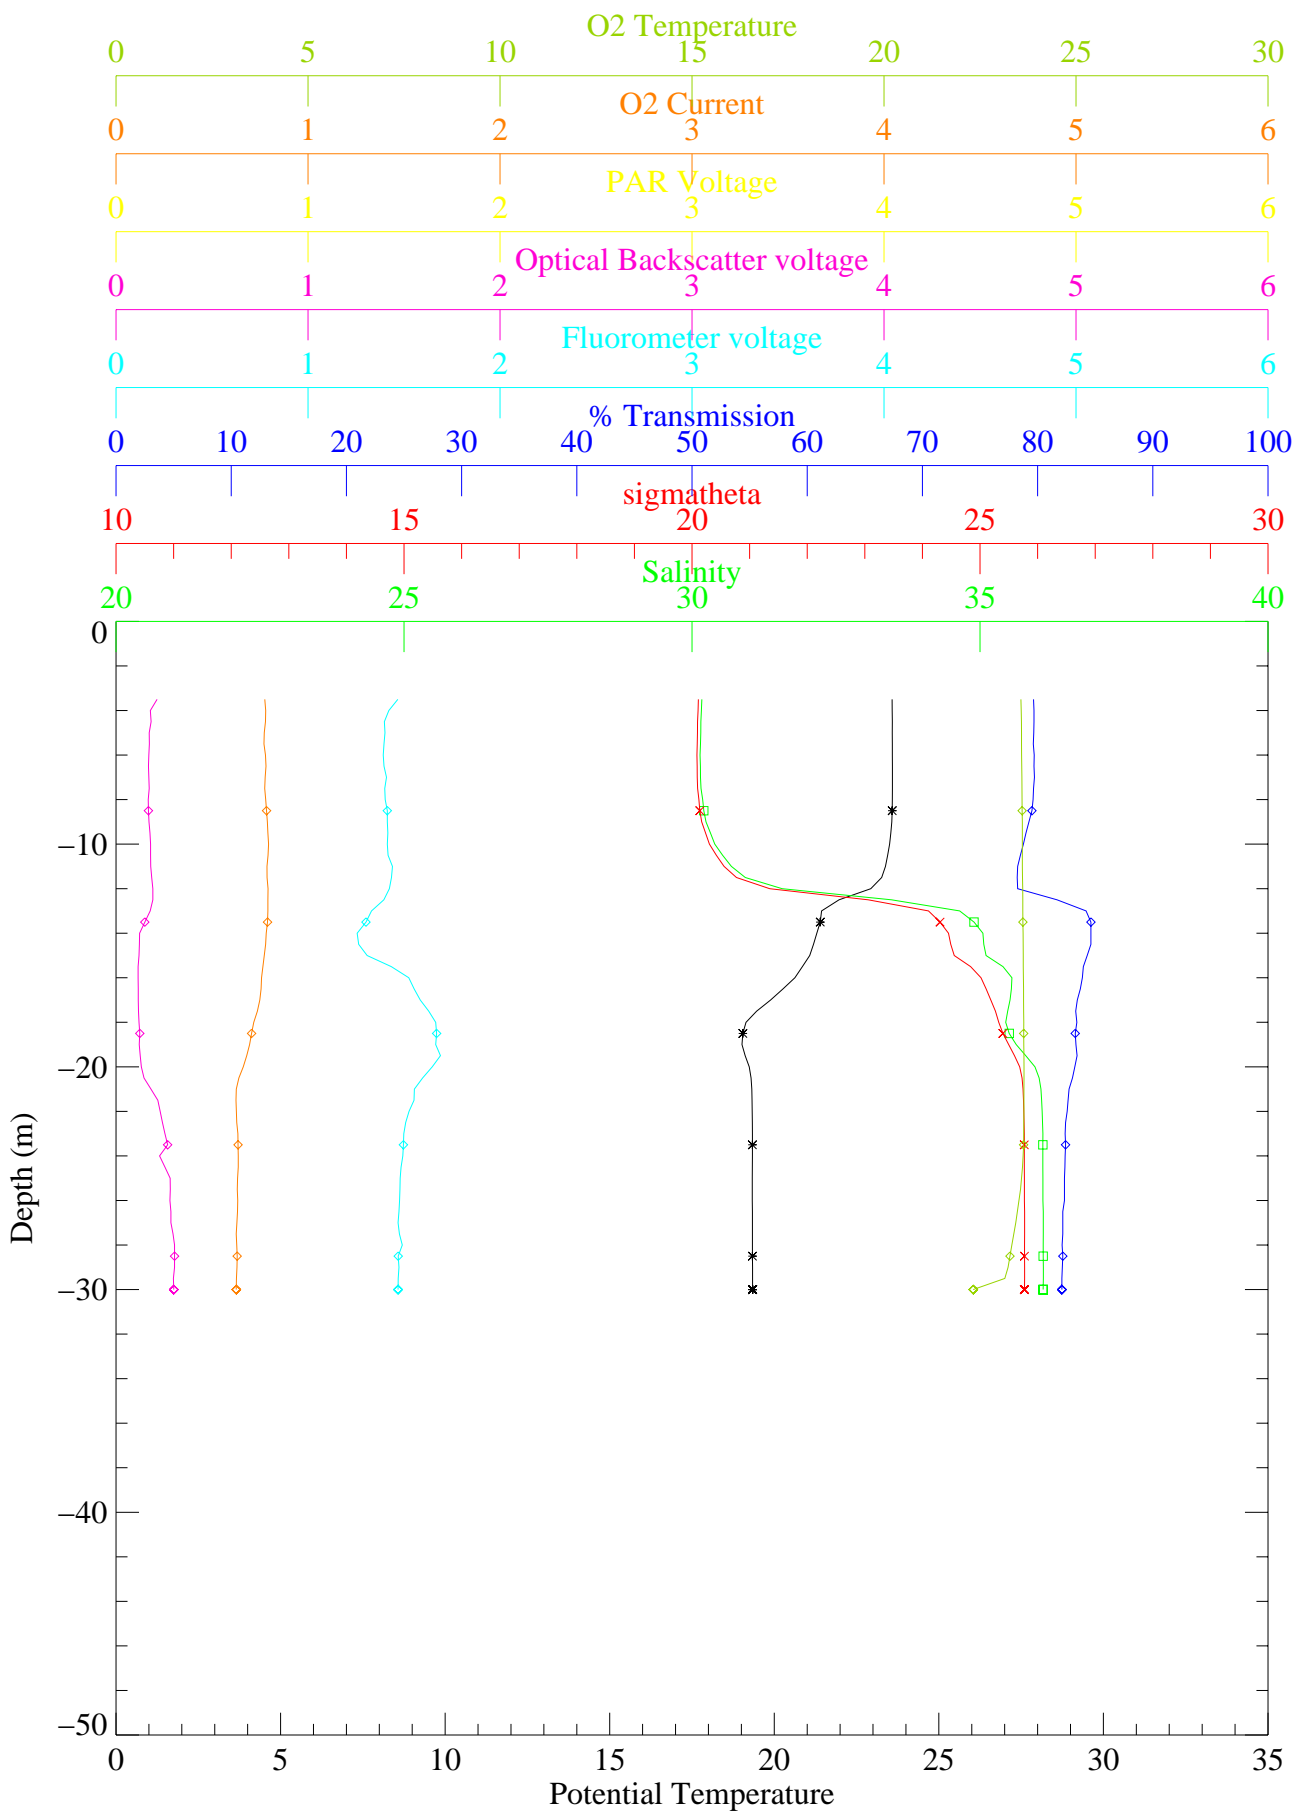 O2 Temperature
0 5 10 15 20 25 30
O2 Current
0 1 2 3 4 5 6
PAR Voltage
0 1 2 3 4 5 6
Optical Backscatter voltage
0 1 2 3 4 5 6
Fluorometer voltage
0 1 2 3 4 5 6
% Transmission
0 10 20 30 40 50 60 70 80 90 100
sigmatheta
10 15 20 25 30
Salinity
20 25 30 35 40
0
−10
−20
−30
−40
−50
Depth (m)
0 5 10 15 20 25 30 35
Potential Temperature